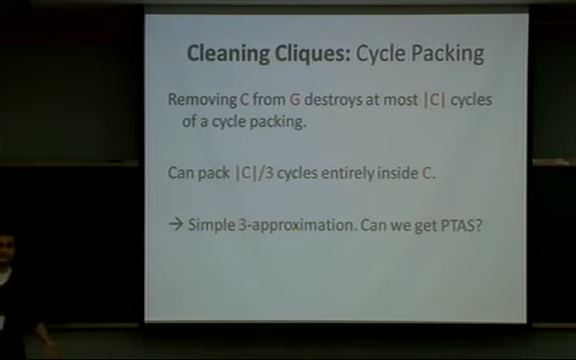 Cleaning Cliques: Cycle Packing
Removing C from G destroys at most |C| cycles
of a cycle packing.
Can pack |C|/3 cycles entirely inside C.
→ Simple 3-approximation. Can we get PTAS?